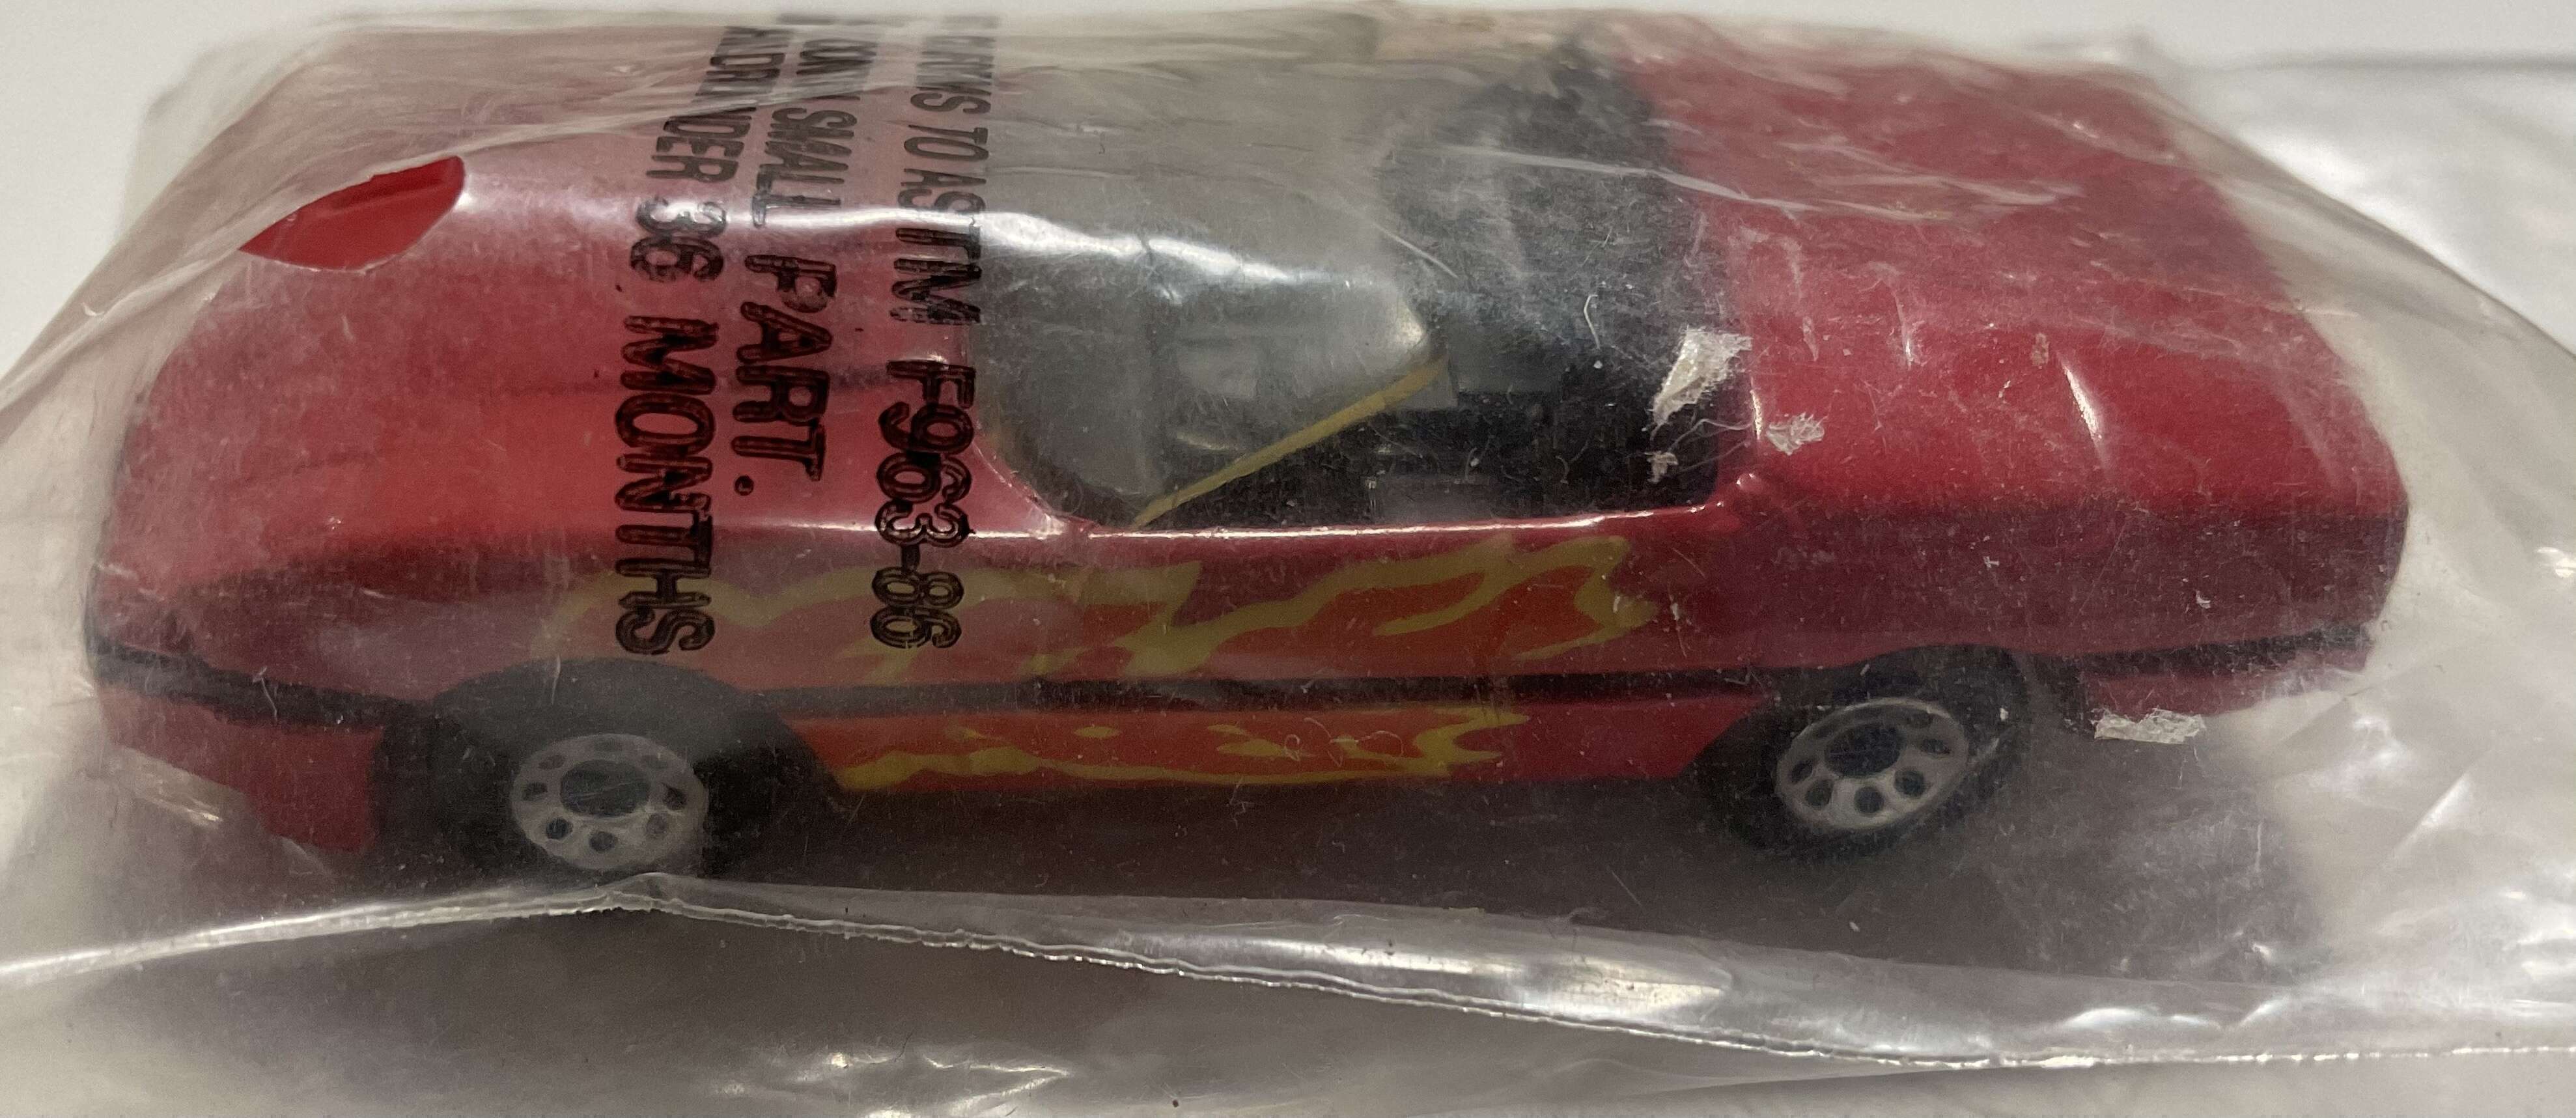 TO ASTM F963-86
SMALL PART.
UNDER 36 MONTHS